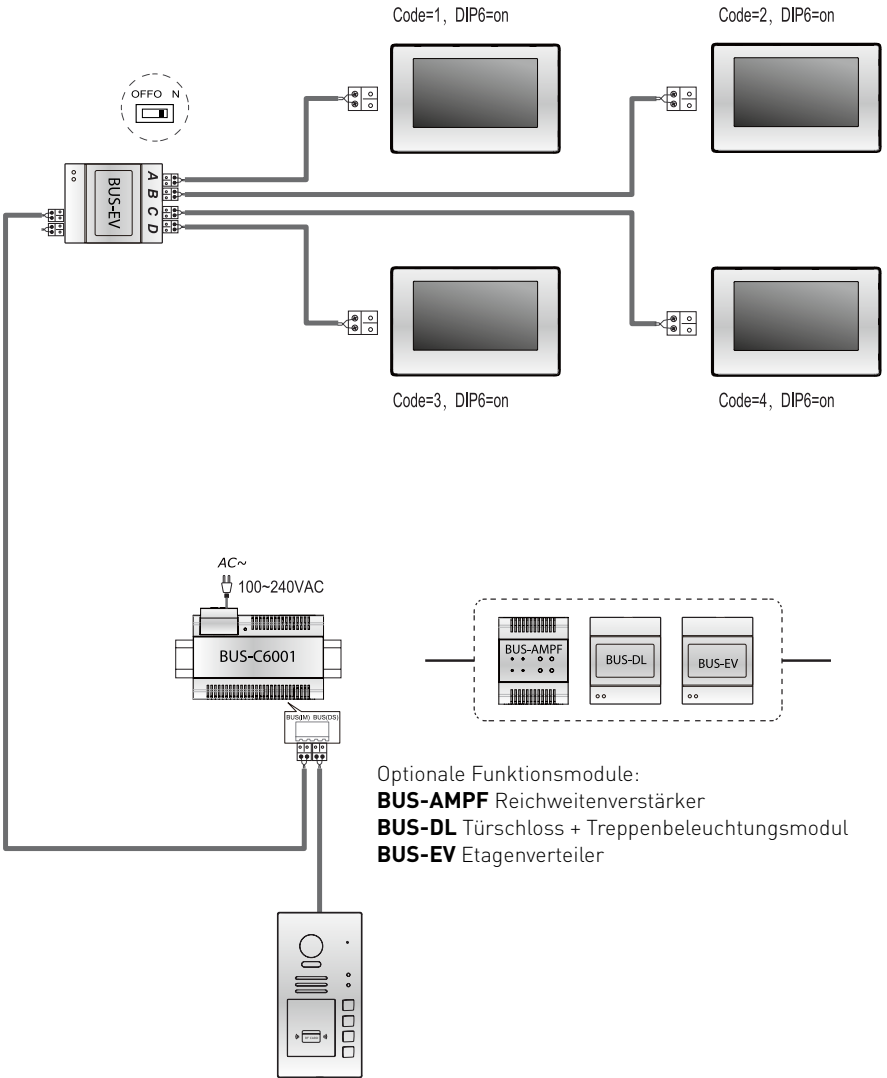 Code=1, DIP6=on
Code=2, DIP6=on
OFFO N
BUS-EV
A
B
C
D
Code=3, DIP6=on
Code=4, DIP6=on
AC~
100~240VAC
BUS-C6001
BUS(IM) BUS(DS)
BUS-AMPF
BUS-DL
BUS-EV
Optionale Funktionsmodule:
BUS-AMPF Reichweitenverstärker
BUS-DL Türschloss + Treppenbeleuchtungsmodul
BUS-EV Etagenverteiler